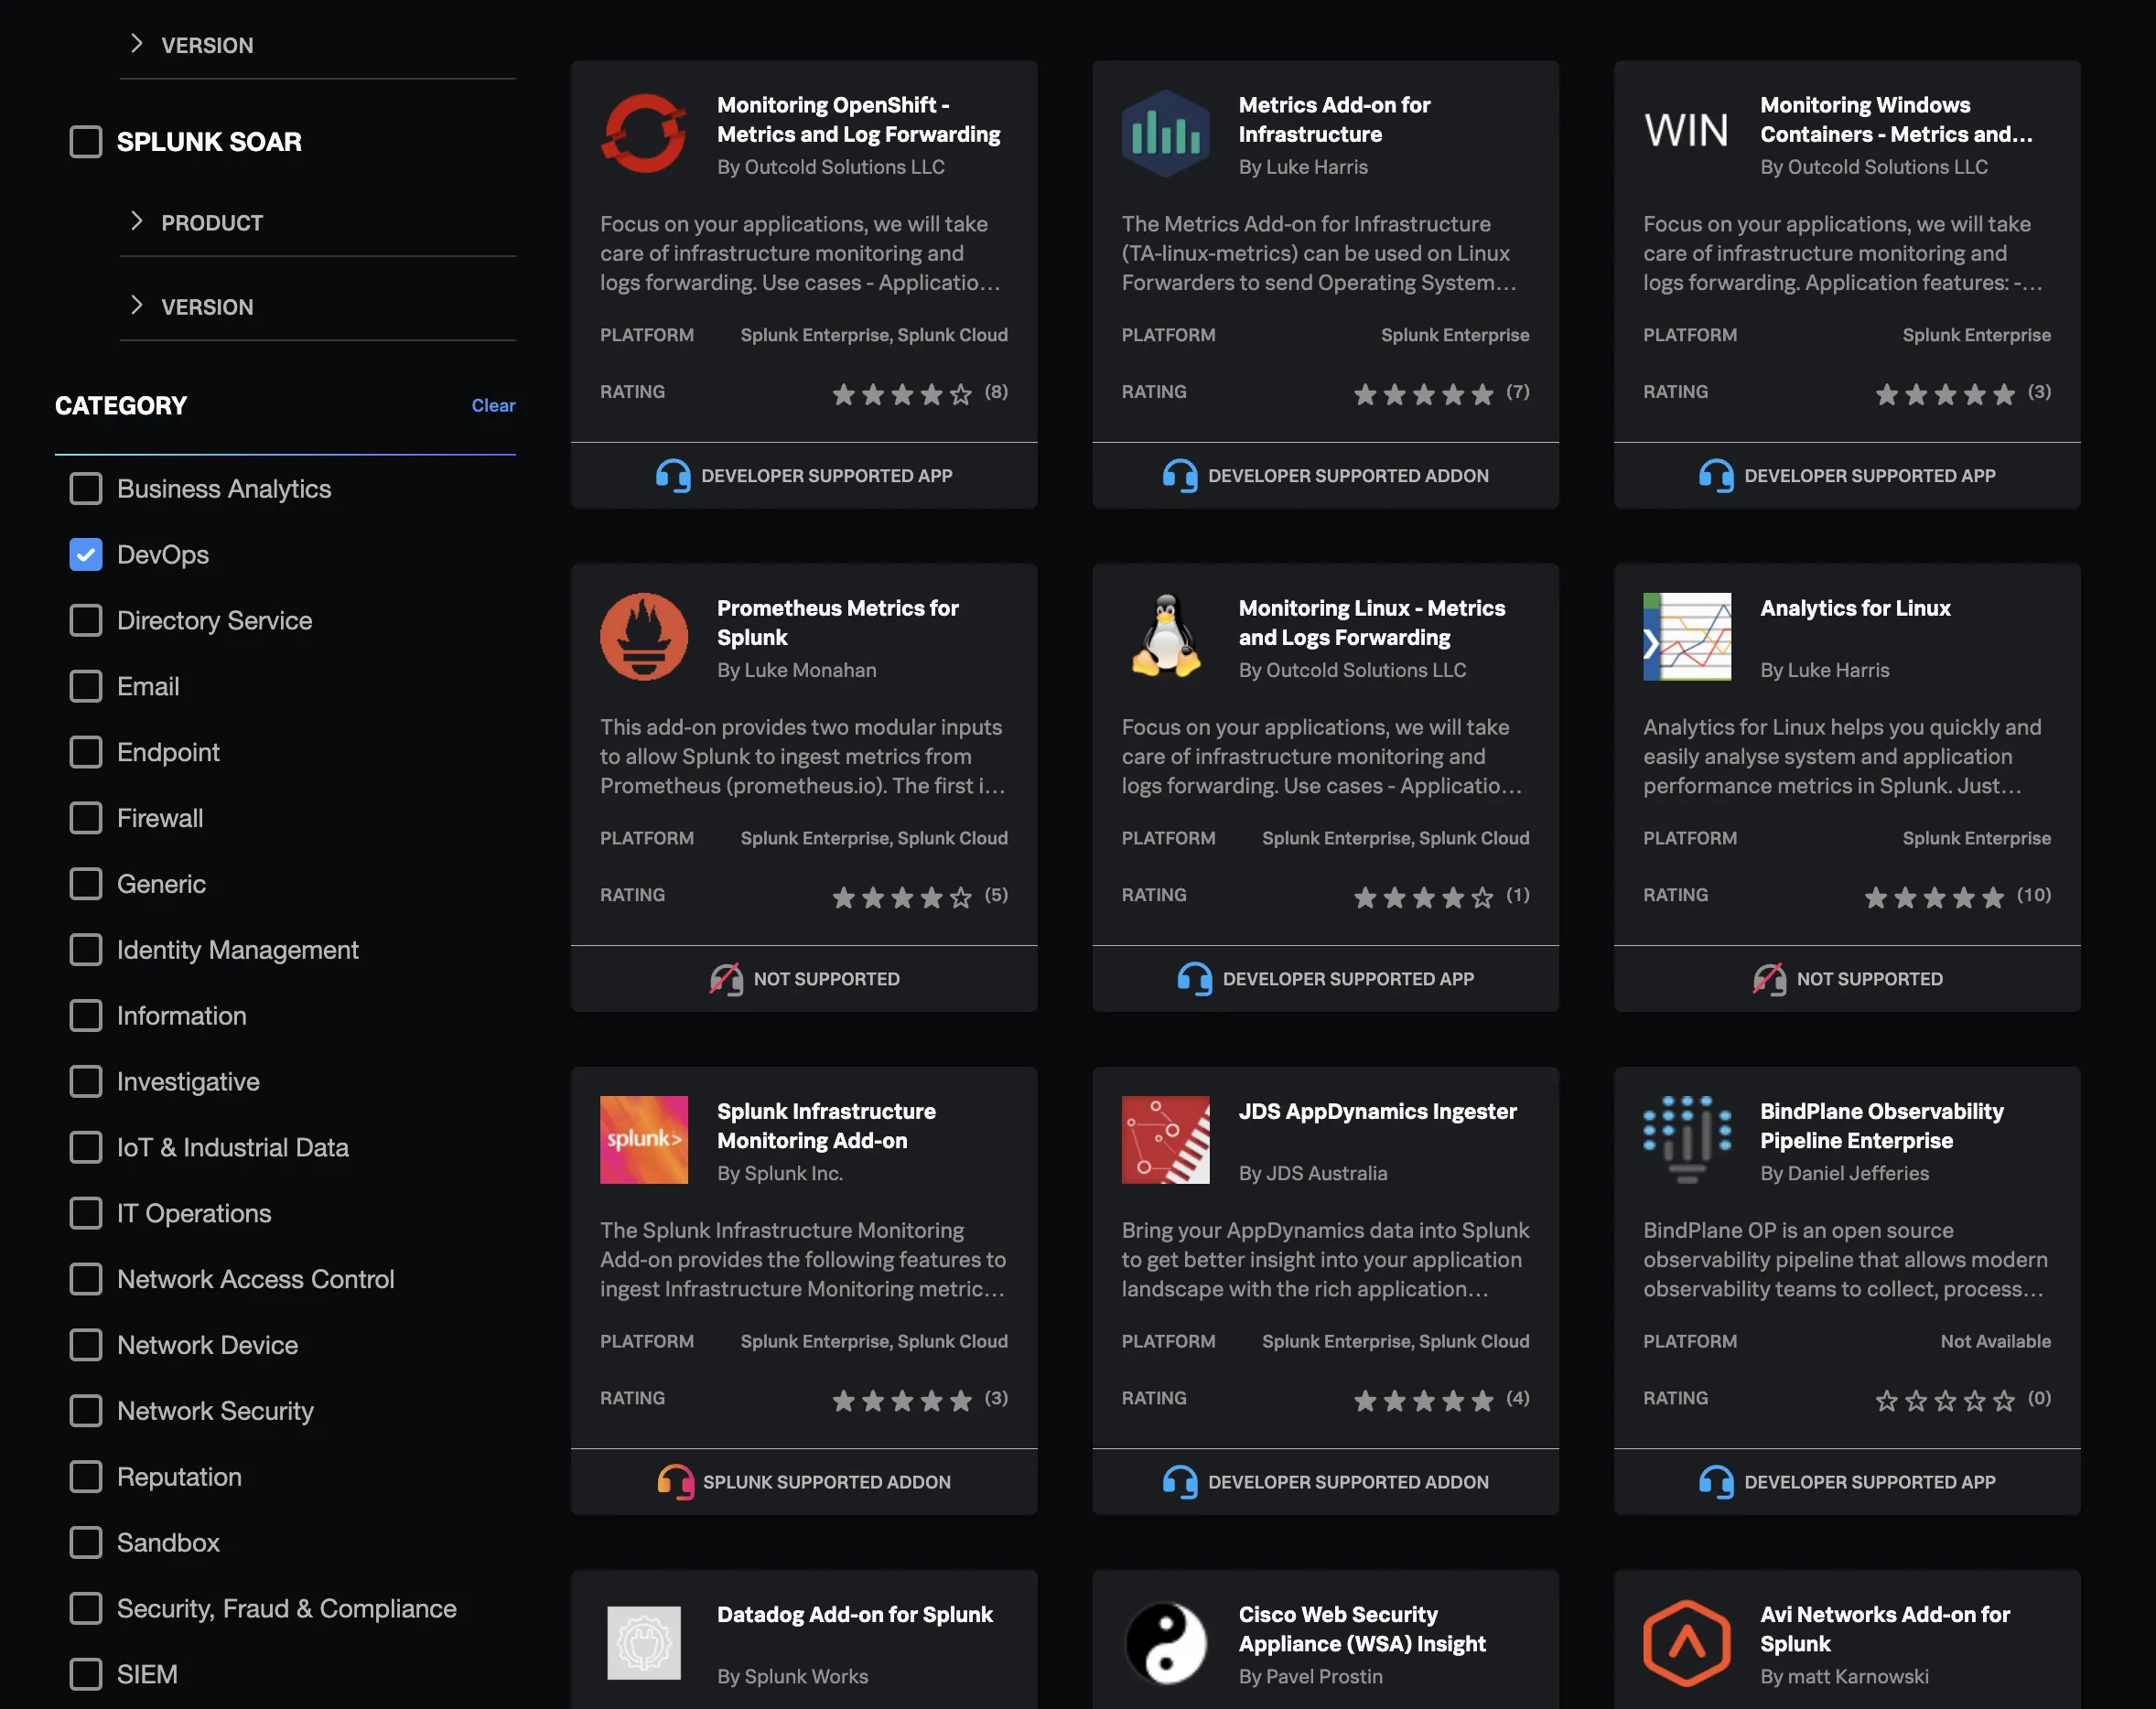 VERSION
SPLUNK SOAR
PRODUCT
VERSION
CATEGORY
Clear
Business Analytics
DevOps
Directory Service
Email
Endpoint
Firewall
Generic
Identity Management
Information
Investigative
IoT & Industrial Data
IT Operations
Network Access Control
Network Device
Network Security
Reputation
Sandbox
Security, Fraud & Compliance
SIEM
Monitoring OpenShift -
Metrics and Log Forwarding
By Outcold Solutions LLC
Focus on your applications, we will take
care of infrastructure monitoring and
logs forwarding. Use cases - Applicatio...
PLATFORM Splunk Enterprise, Splunk Cloud
RATING (8)
DEVELOPER SUPPORTED APP
Metrics Add-on for
Infrastructure
By Luke Harris
The Metrics Add-on for Infrastructure
(TA-linux-metrics) can be used on Linux
Forwarders to send Operating System...
PLATFORM Splunk Enterprise
RATING (7)
DEVELOPER SUPPORTED ADDON
WIN
Monitoring Windows
Containers - Metrics and...
By Outcold Solutions LLC
Focus on your applications, we will take
care of infrastructure monitoring and
logs forwarding. Application features: -...
PLATFORM Splunk Enterprise
RATING (3)
DEVELOPER SUPPORTED APP
Prometheus Metrics for
Splunk
By Luke Monahan
This add-on provides two modular inputs
to allow Splunk to ingest metrics from
Prometheus (prometheus.io). The first i...
PLATFORM Splunk Enterprise, Splunk Cloud
RATING (5)
NOT SUPPORTED
Monitoring Linux - Metrics
and Logs Forwarding
By Outcold Solutions LLC
Focus on your applications, we will take
care of infrastructure monitoring and
logs forwarding. Use cases - Applicatio...
PLATFORM Splunk Enterprise, Splunk Cloud
RATING (1)
DEVELOPER SUPPORTED APP
Analytics for Linux
By Luke Harris
Analytics for Linux helps you quickly and
easily analyse system and application
performance metrics in Splunk. Just...
PLATFORM Splunk Enterprise
RATING (10)
NOT SUPPORTED
splunk>
Splunk Infrastructure
Monitoring Add-on
By Splunk Inc.
The Splunk Infrastructure Monitoring
Add-on provides the following features to
ingest Infrastructure Monitoring metric...
PLATFORM Splunk Enterprise, Splunk Cloud
RATING (3)
SPLUNK SUPPORTED ADDON
JDS AppDynamics Ingester
By JDS Australia
Bring your AppDynamics data into Splunk
to get better insight into your application
landscape with the rich application...
PLATFORM Splunk Enterprise, Splunk Cloud
RATING (4)
DEVELOPER SUPPORTED ADDON
BindPlane Observability
Pipeline Enterprise
By Daniel Jefferies
BindPlane OP is an open source
observability pipeline that allows modern
observability teams to collect, process...
PLATFORM Not Available
RATING (0)
DEVELOPER SUPPORTED APP
Datadog Add-on for Splunk
By Splunk Works
Cisco Web Security
Appliance (WSA) Insight
By Pavel Prostin
Avi Networks Add-on for
Splunk
By matt Karnowski